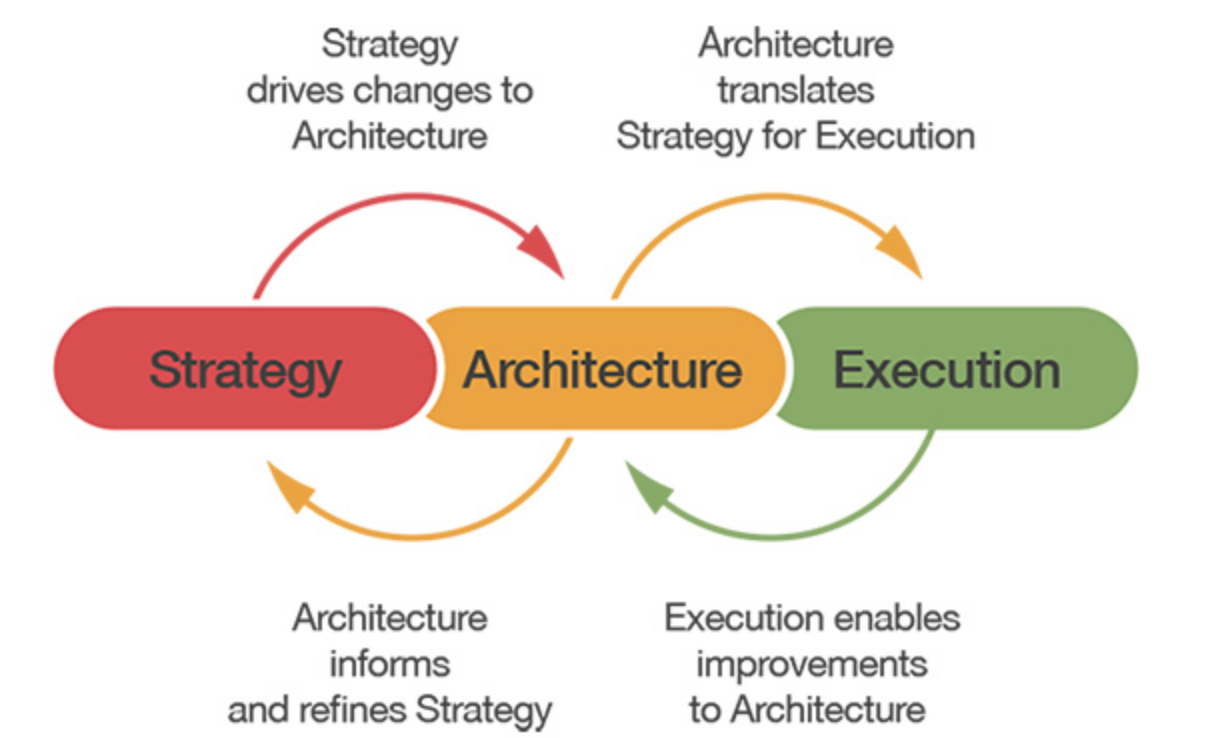 Strategy
drives changes to
Architecture
Architecture
translates
Strategy for Execution
Strategy
Architecture
Execution
Architecture
informs
and refines Strategy
Execution enables
improvements
to Architecture